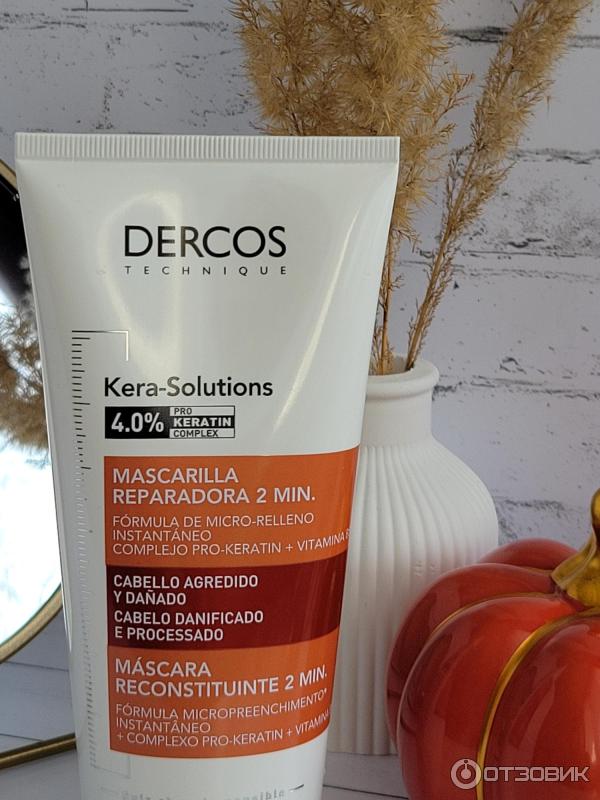 DERCOS
TECHNIQUE
Kera-Solutions
4.0% PRO
KERATIN
COMPLEX
MASCARILLA
REPARADORA 2 MIN.
FÓRMULA DE MICRO-RELLENO
INSTANTÁNEO
COMPLEJO PRO-KERATIN + VITAMINA
CABELLO AGREDIDO
Y DAÑADO
CABELO DANIFICADO
E PROCESSADO
MÁSCARA
RECONSTITUINTE 2 MIN.
FÓRMULA MICROPREENCHIMENTO*
INSTANTÂNEO
+ COMPLEXO PRO-KERATIN + VITAMINA
ОТЗОВИК